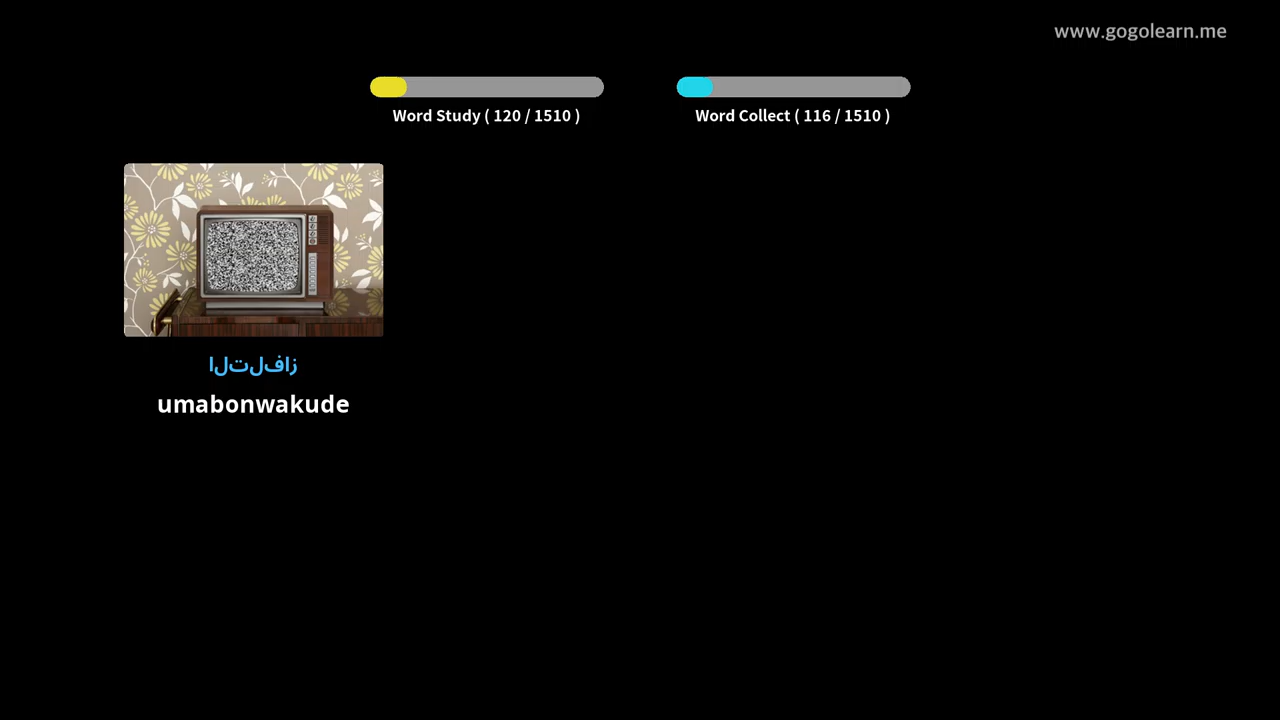 www.gogolearn.me
Word Study ( 120 / 1510 )
Word Collect ( 116 / 1510 )
التلفاز
umabonwakude